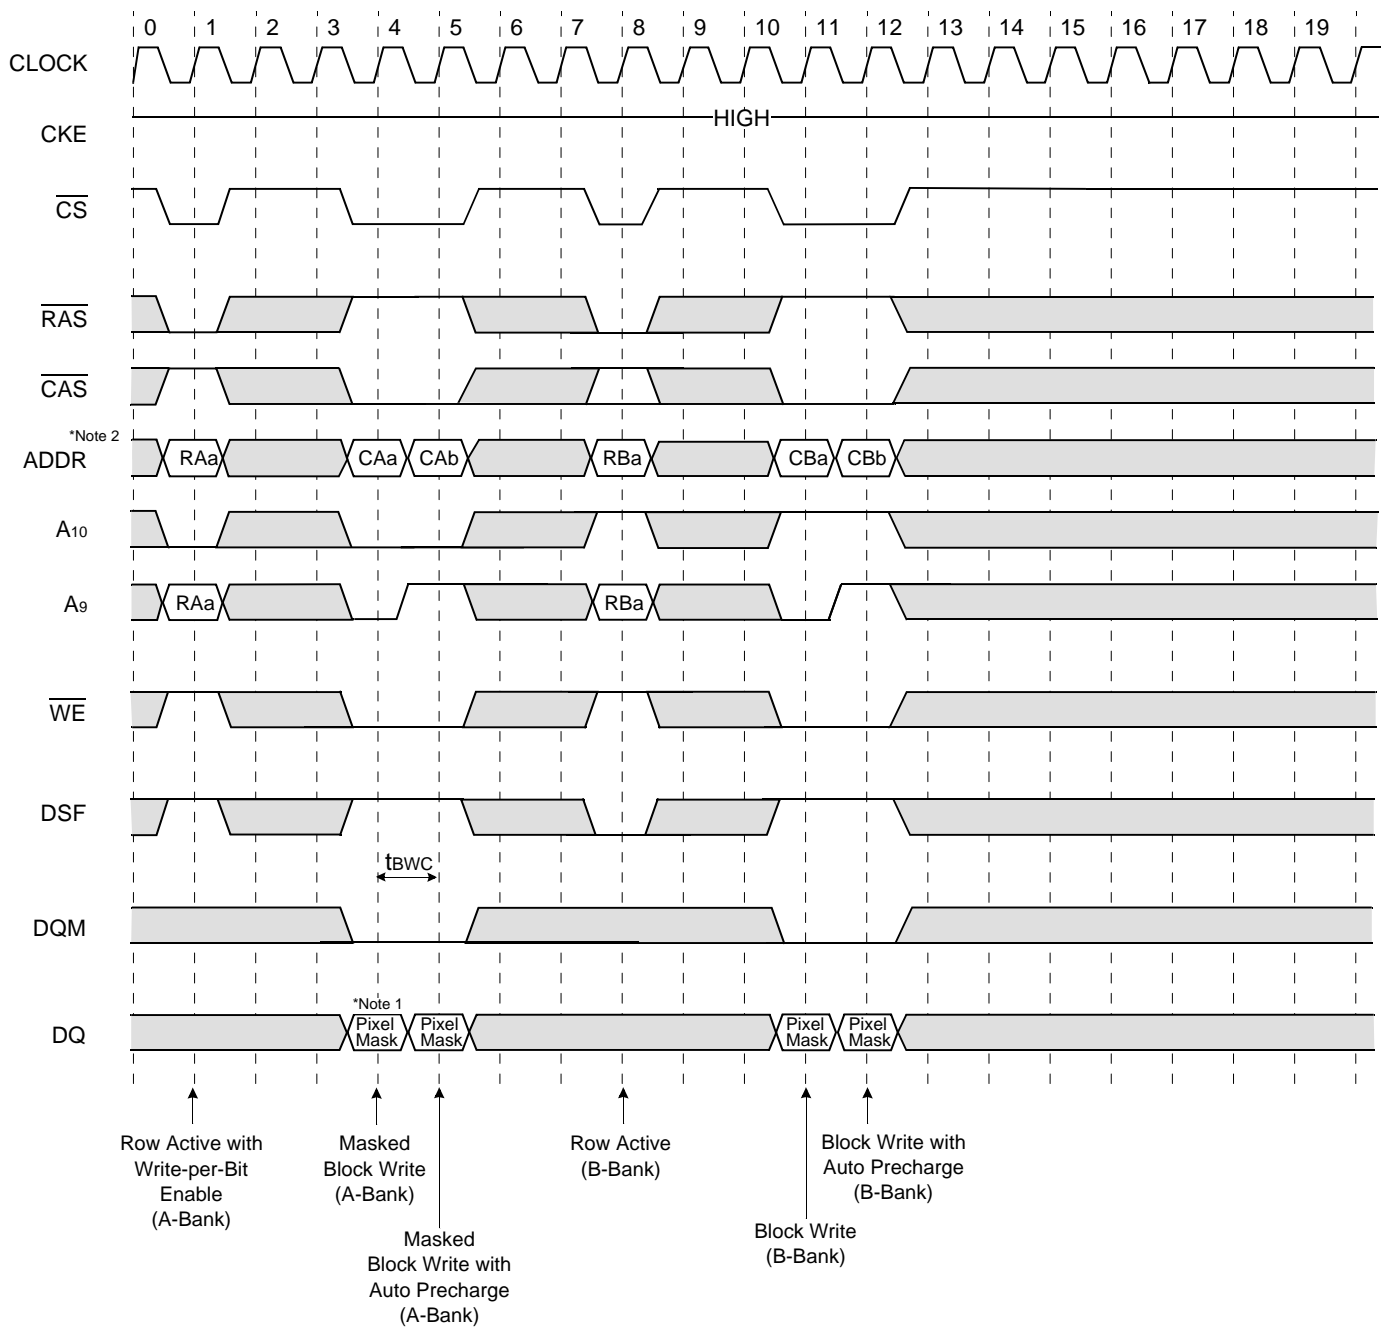 0 1 2 3 4 5 6 7 8 9 10 11 12 13 14 15 16 17 18 19
CLOCK
CKE
HIGH
CS
RAS
CAS
*Note 2
ADDR
RAa CAa CAb RBa CBa CBb
A10
A9
RAa RBa
WE
DSF
tBWC
DQM
*Note 1
DQ
Pixel Mask
Pixel Mask
Pixel Mask
Pixel Mask
Row Active with
Write-per-Bit
Enable
(A-Bank)
Masked
Block Write
(A-Bank)
Masked
Block Write with
Auto Precharge
(A-Bank)
Row Active
(B-Bank)
Block Write
(B-Bank)
Block Write with
Auto Precharge
(B-Bank)